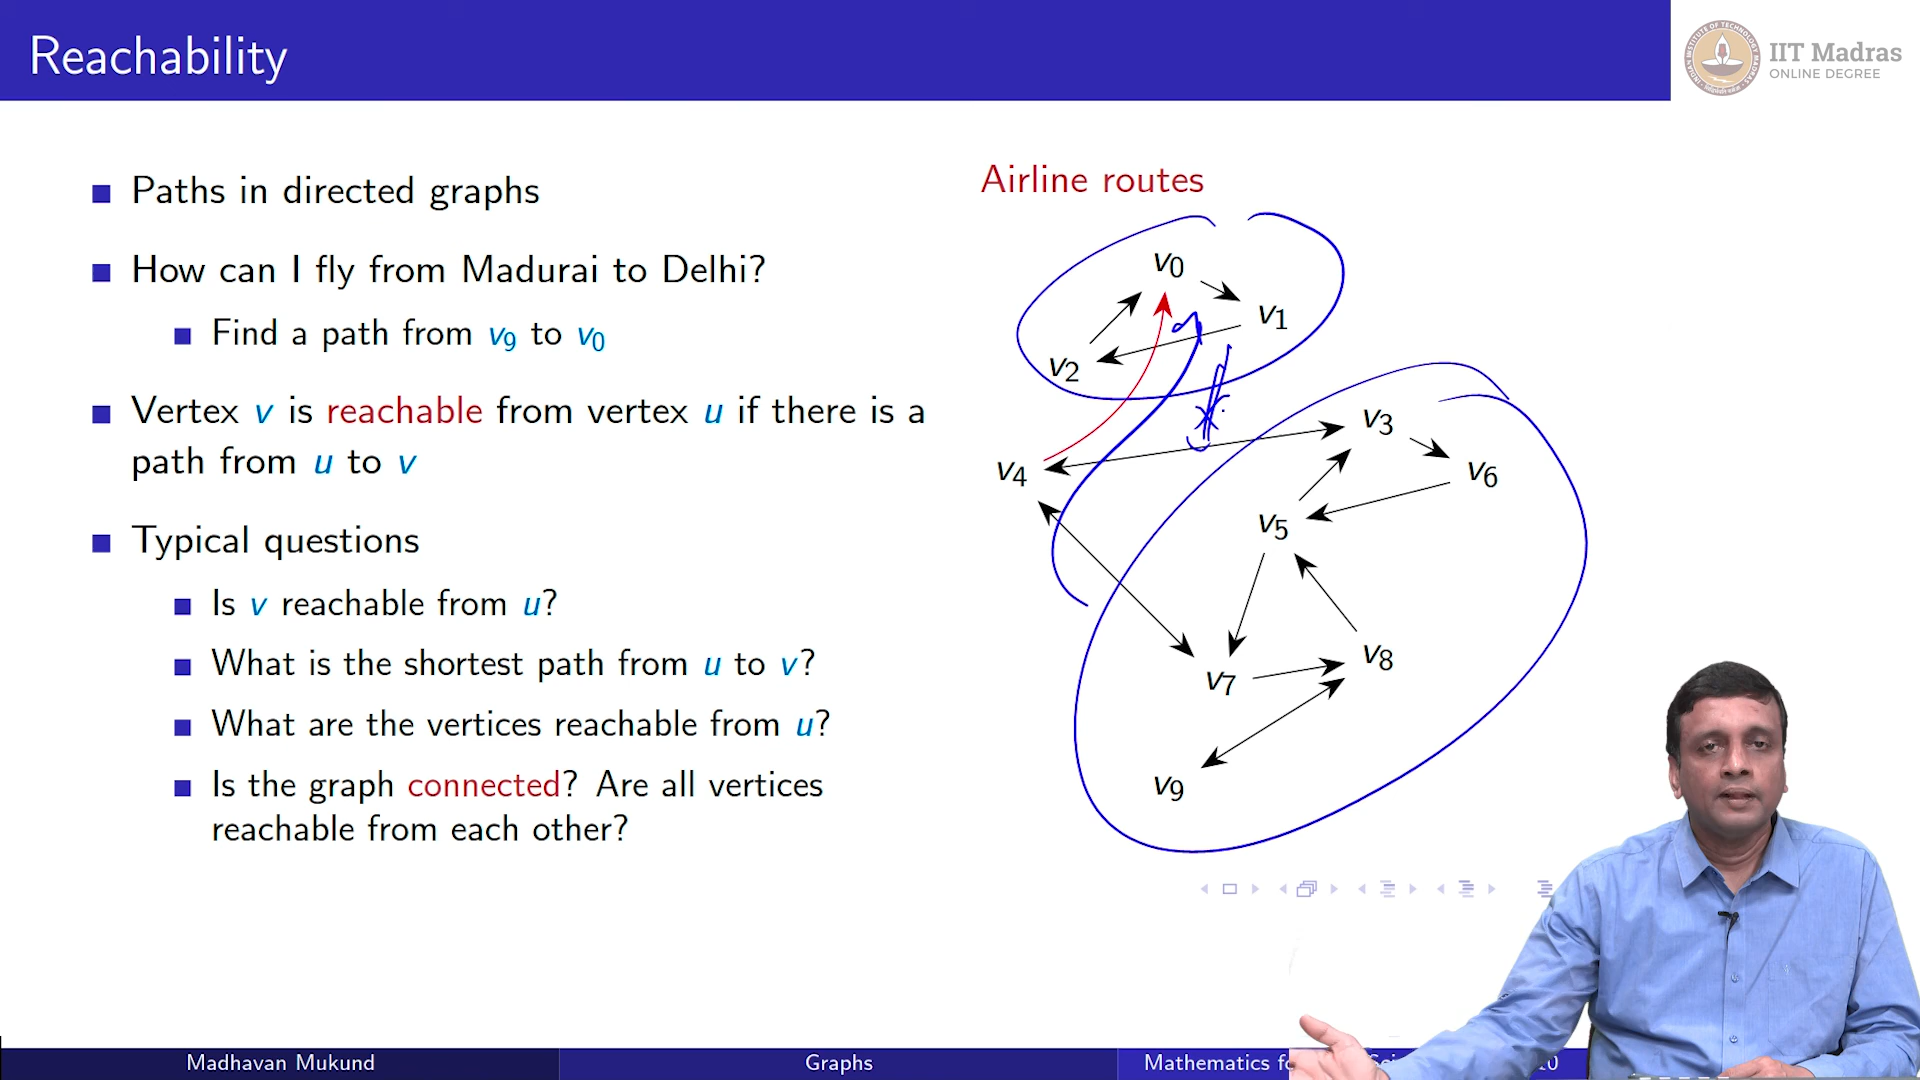 Reachability
IIT Madras
ONLINE DEGREE
Paths in directed graphs
How can I fly from Madurai to Delhi?
Find a path from v9 to v0
Vertex v is reachable from vertex u if there is a
path from u to v
Typical questions
Is v reachable from u?
What is the shortest path from u to v?
What are the vertices reachable from u?
Is the graph connected? Are all vertices
reachable from each other?
Airline routes
v0
v1
v2
v3
v4
v6
v5
v8
v7
v9
Madhavan Mukund
Graphs
Mathematics